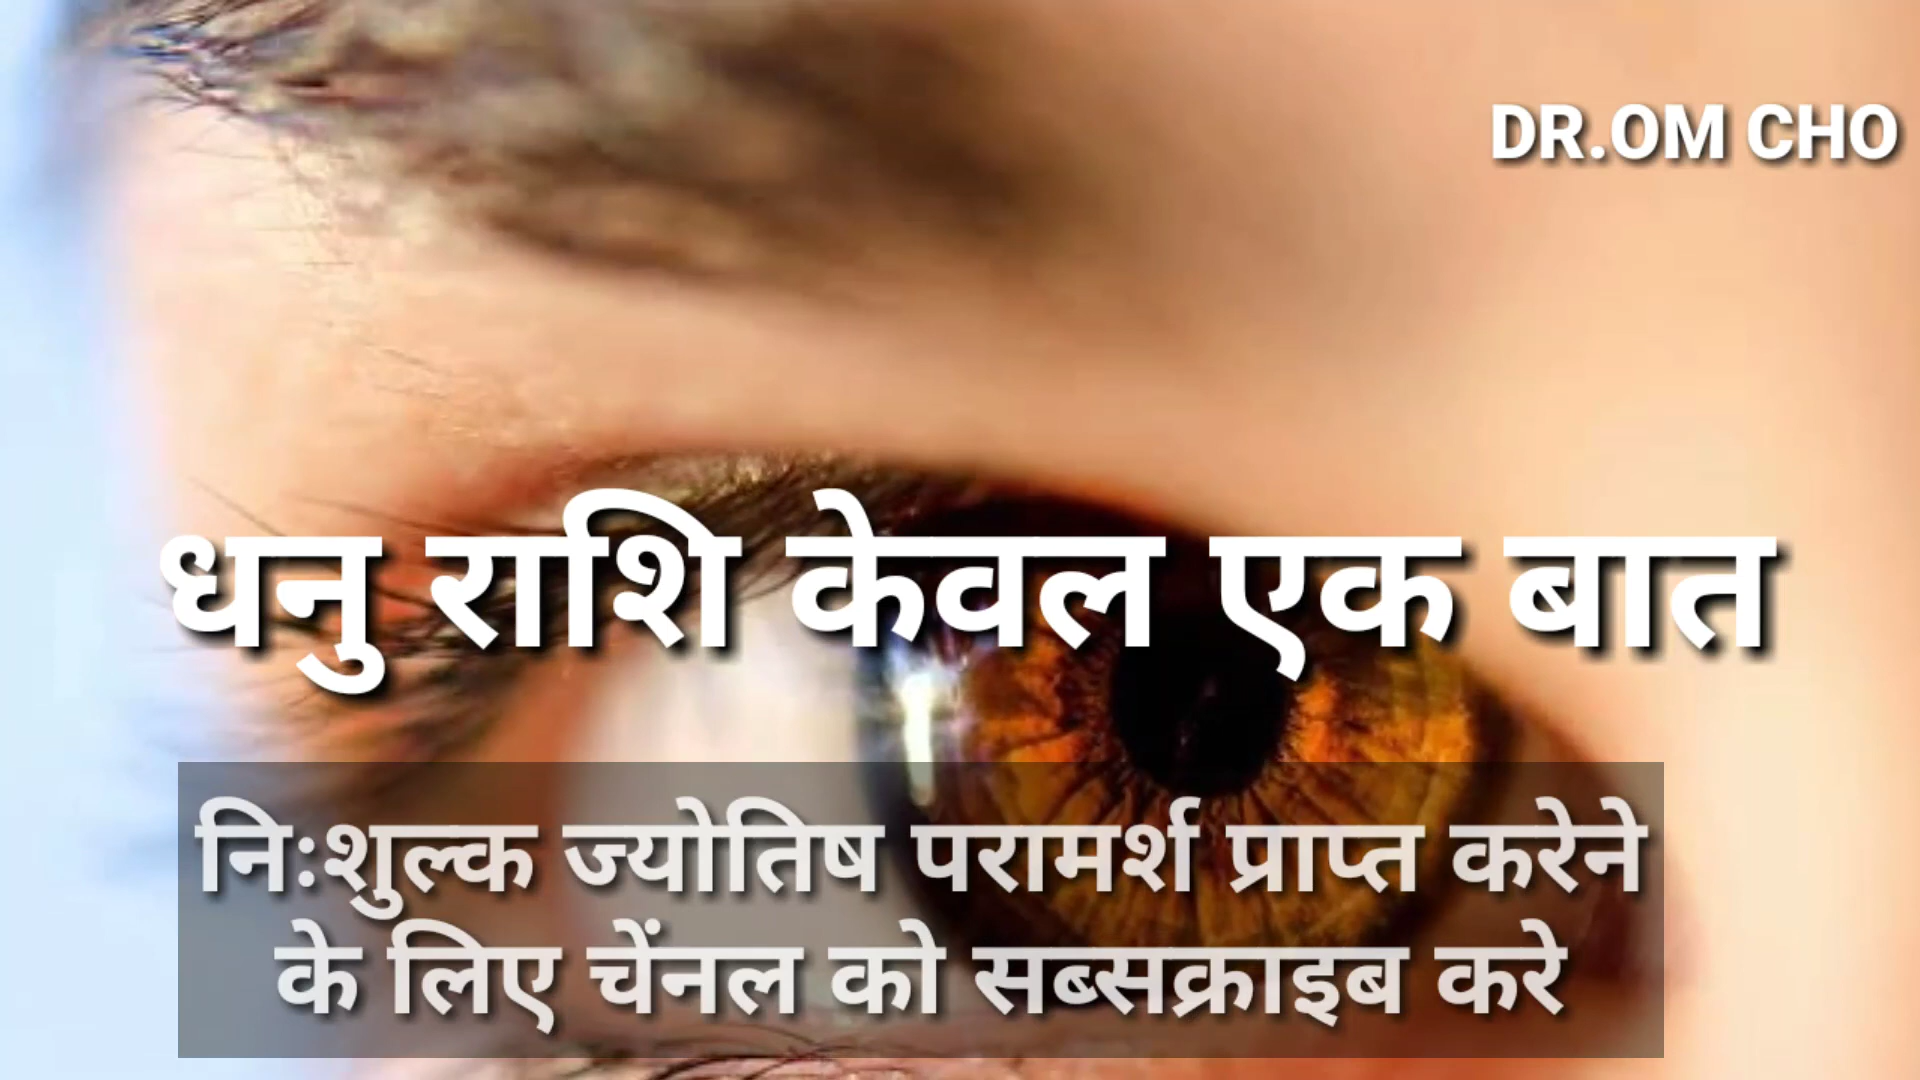 DR.OM CHO
धनु राशि केवल एक बात
नि:शुल्क ज्योतिष परामर्श प्राप्त करेने
के लिए चेंनल को सब्सक्राइब करे